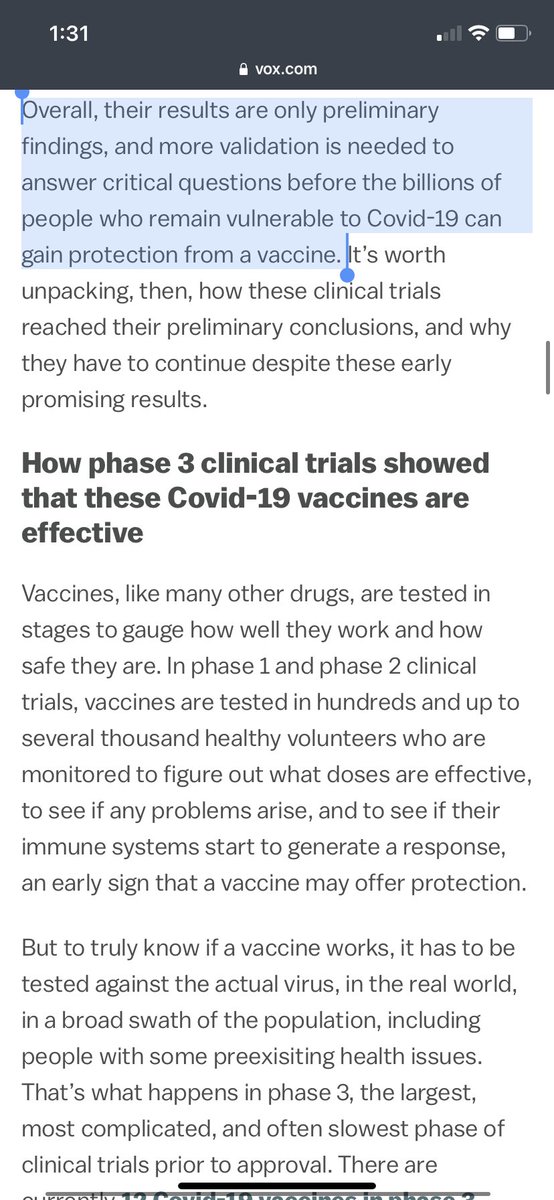 1:31
vox.com
Overall, their results are only preliminary
findings, and more validation is needed to
answer critical questions before the billions of
people who remain vulnerable to Covid-19 can
gain protection from a vaccine. It’s worth
unpacking, then, how these clinical trials
reached their preliminary conclusions, and why
they have to continue despite these early
promising results.
How phase 3 clinical trials showed
that these Covid-19 vaccines are
effective
Vaccines, like many other drugs, are tested in
stages to gauge how well they work and how
safe they are. In phase 1 and phase 2 clinical
trials, vaccines are tested in hundreds and up to
several thousand healthy volunteers who are
monitored to figure out what doses are effective,
to see if any problems arise, and to see if their
immune systems start to generate a response,
an early sign that a vaccine may offer protection.
But to truly know if a vaccine works, it has to be
tested against the actual virus, in the real world,
in a broad swath of the population, including
people with some preexisiting health issues.
That’s what happens in phase 3, the largest,
most complicated, and often slowest phase of
clinical trials prior to approval. There are
currently 12 Covid-19 vaccines in phase 3